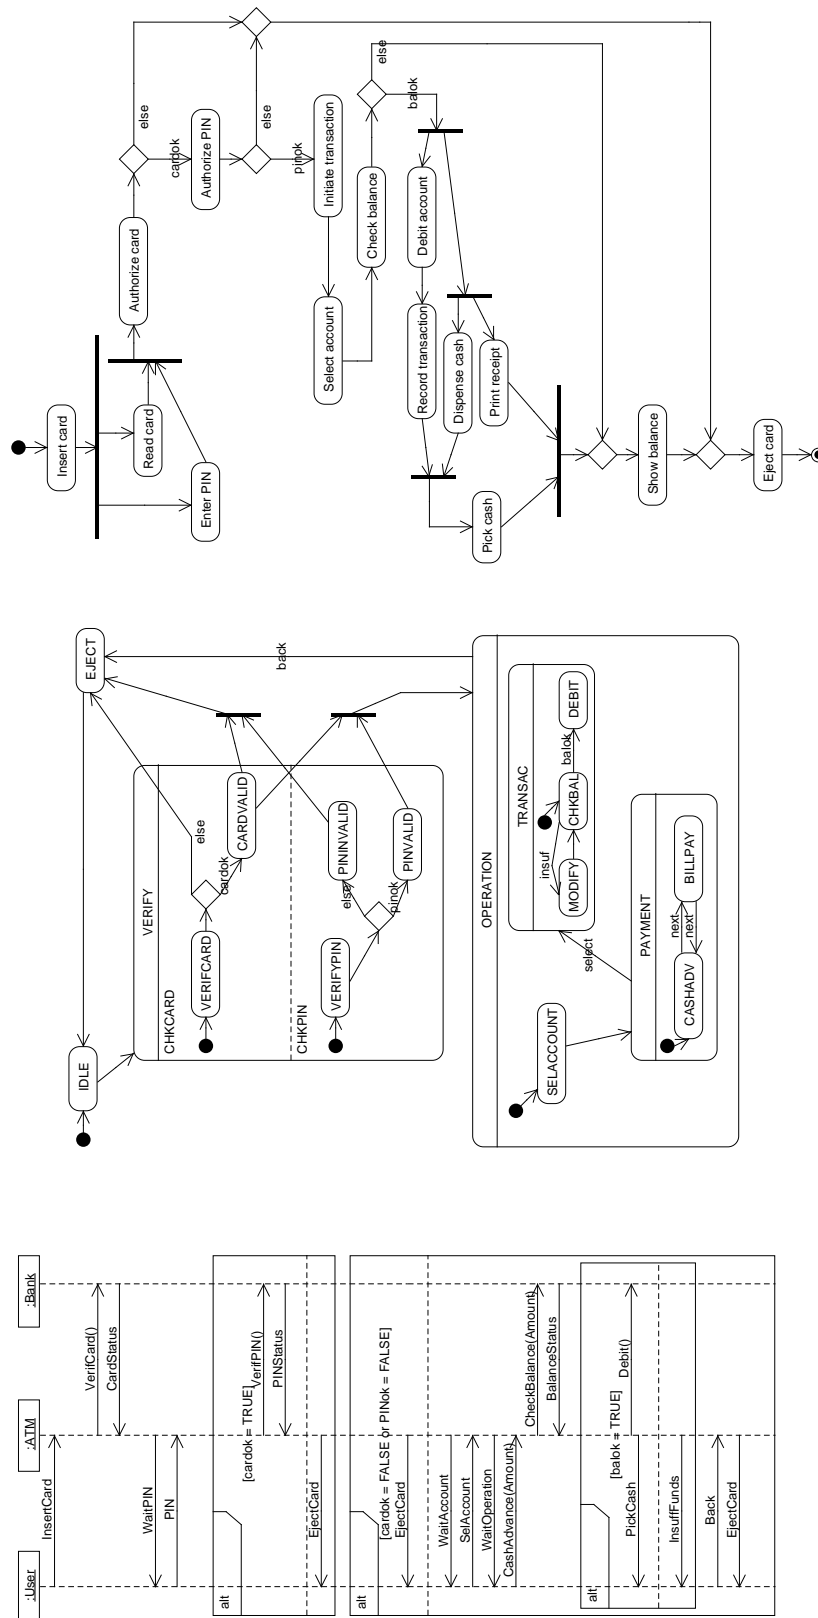 :User
:ATM
:Bank
InsertCard
VerifCard()
CardStatus
WaitPIN
PIN
alt
[cardok = TRUE]
VerifPIN()
PINStatus
EjectCard
alt
[cardok = FALSE or PINok = FALSE]
EjectCard
WaitAccount
SelAccount
WaitOperation
CashAdvance(Amount)
CheckBalance(Amount)
BalanceStatus
alt
[balok = TRUE]
Debit()
PickCash
InsuffFunds
Back
EjectCard
IDLE
EJECT
VERIFY
CHKCARD
VERIFCARD
else
cardok
CARDVALID
CHKPIN
VERIFYPIN
else
PININVALID
pinok
PINVALID
back
OPERATION
SELACCOUNT
TRANSAC
MODIFY
insuf
CHKBAL
balok
DEBIT
select
PAYMENT
CASHADV
next
next
BILLPAY
Insert card
Enter PIN
Read card
Authorize card
else
cardok
Authorize PIN
else
pinok
Initiate transaction
Select account
Check balance
else
balok
Debit account
Record transaction
Dispense cash
Print receipt
Pick cash
Show balance
Eject card